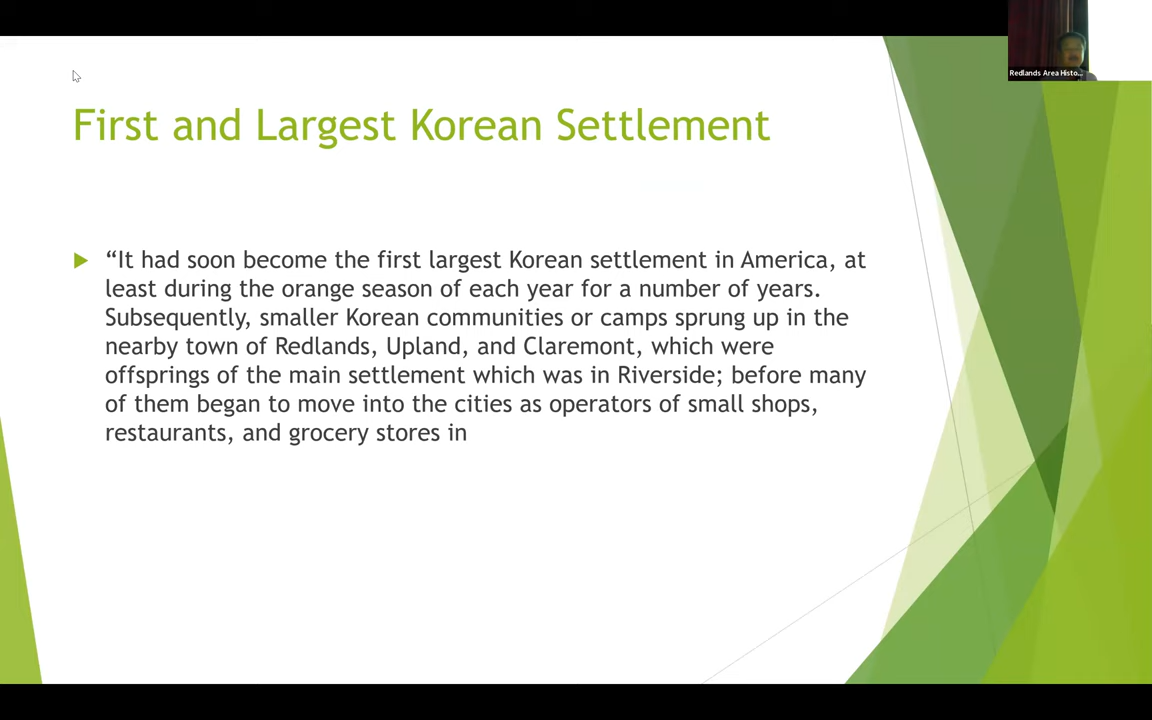 Redlands Area Histo...
First and Largest Korean Settlement
“It had soon become the first largest Korean settlement in America, at
least during the orange season of each year for a number of years.
Subsequently, smaller Korean communities or camps sprung up in the
nearby town of Redlands, Upland, and Claremont, which were
offsprings of the main settlement which was in Riverside; before many
of them began to move into the cities as operators of small shops,
restaurants, and grocery stores in